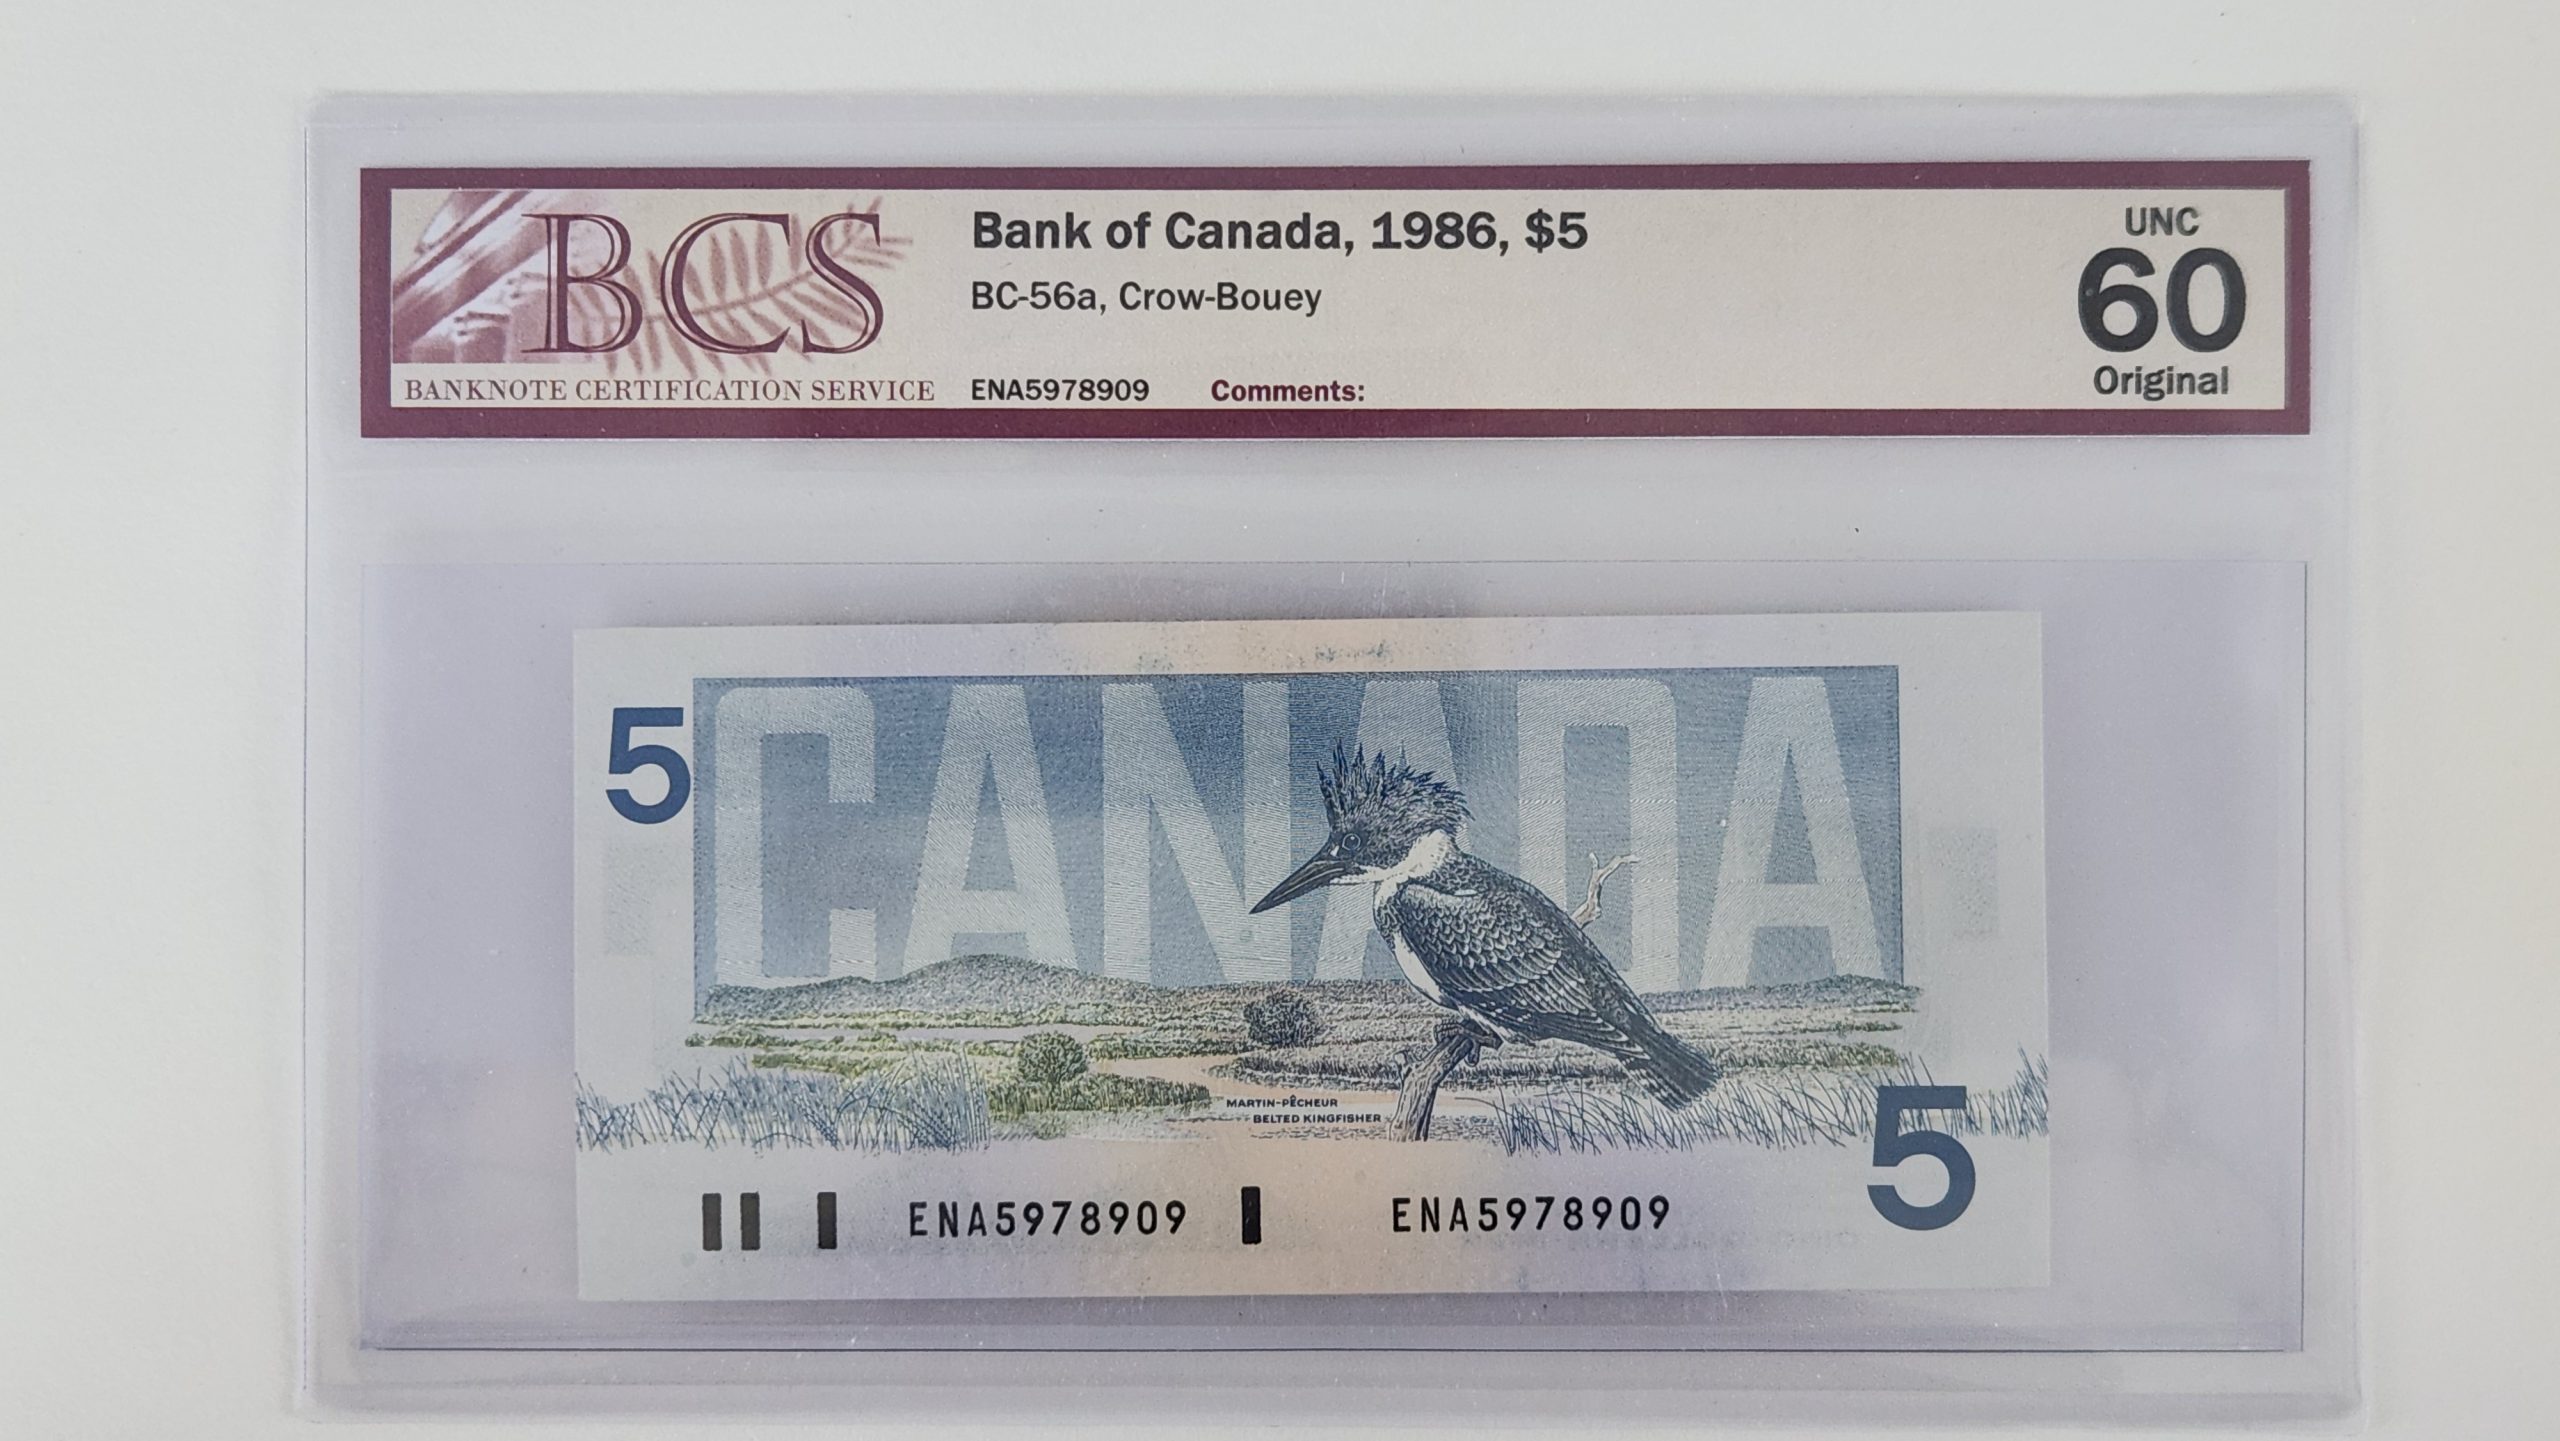 BCS
BANKNOTE CERTIFICATION SERVICE
Bank of Canada, 1986, $5
BC-56a, Crow-Bouey
ENA5978909 Comments:
UNC
60
Original
5
CANADA
MARTIN-PÊCHEUR
BELTED KINGFISHER
5
ENA5978909 ENA5978909